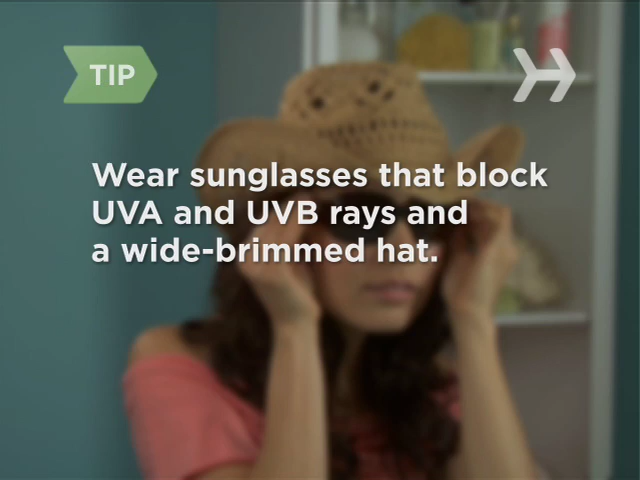 TIP
Wear sunglasses that block
UVA and UVB rays and
a wide-brimmed hat.